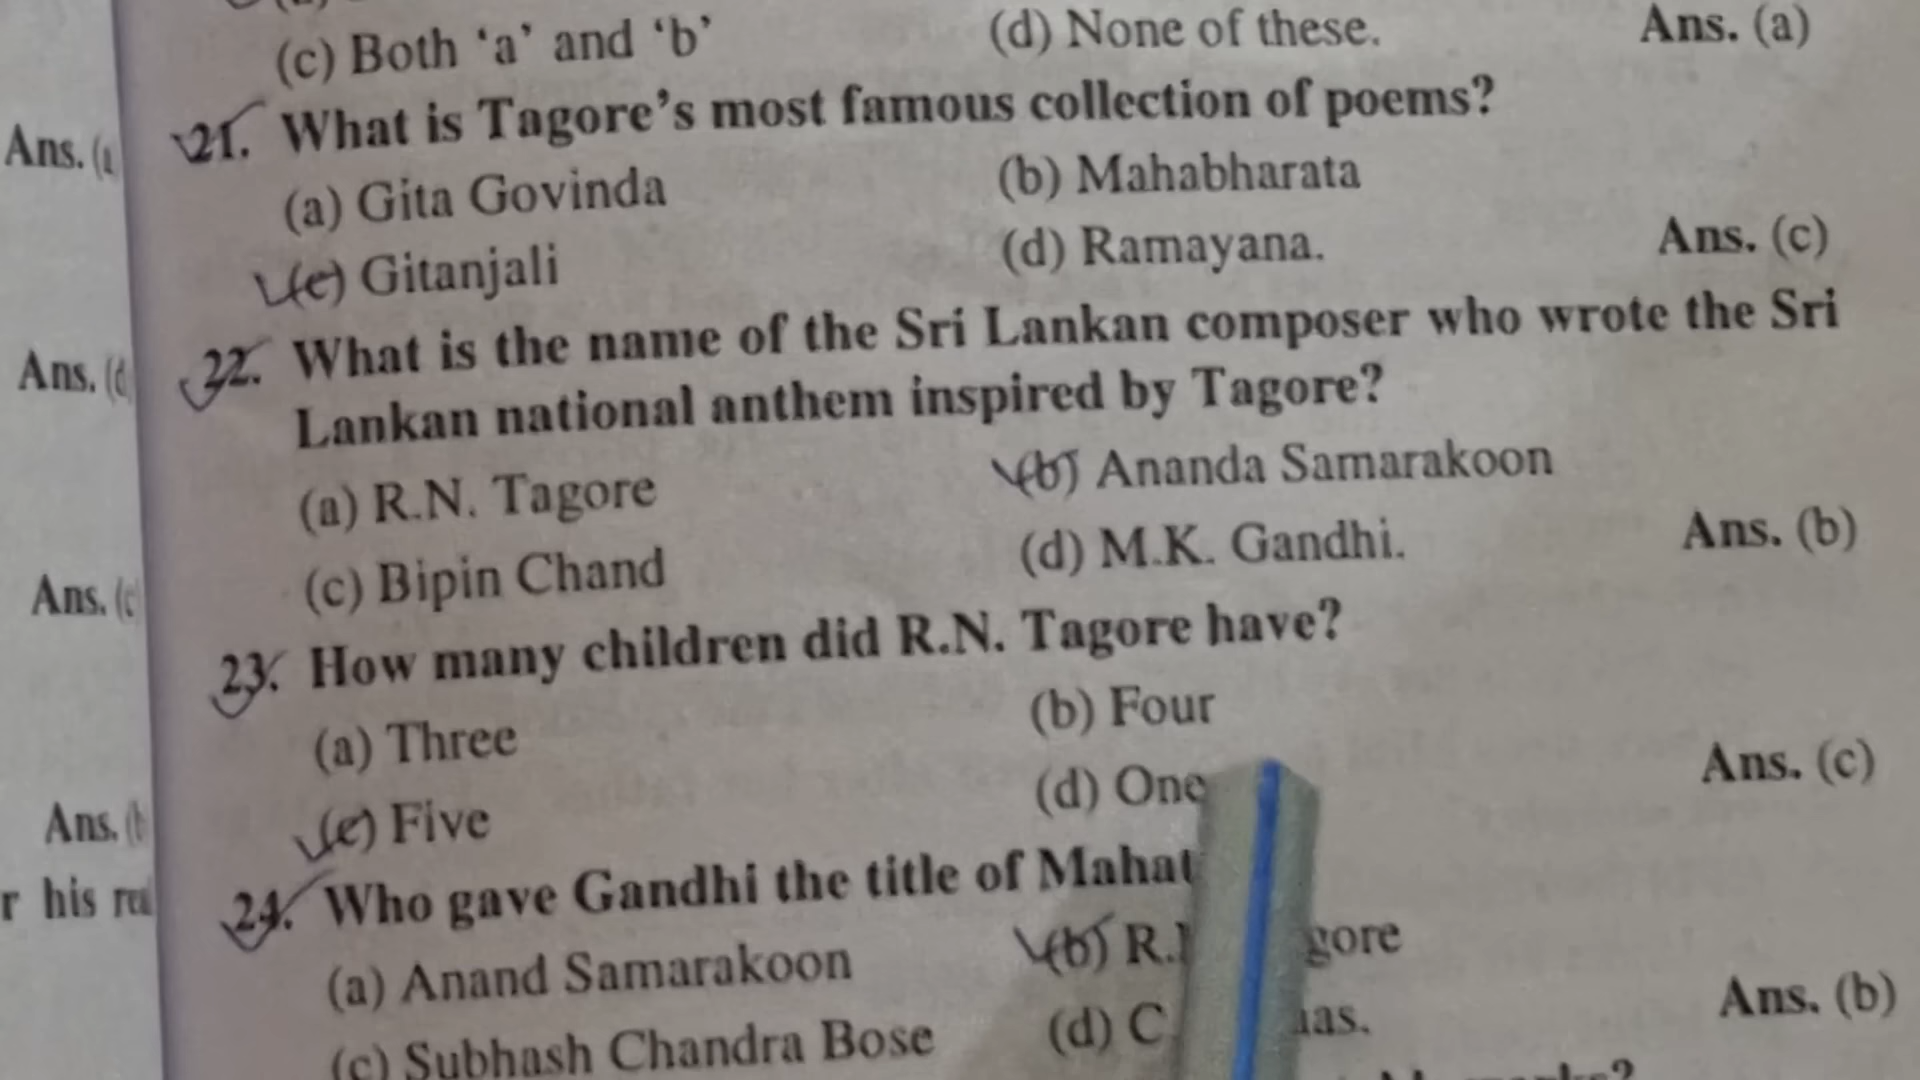 (c) Both ‘a’ and ‘b’ (d) None of these. Ans. (a)
21. What is Tagore’s most famous collection of poems?
(a) Gita Govinda (b) Mahabharata
(c) Gitanjali (d) Ramayana. Ans. (c)
22. What is the name of the Sri Lankan composer who wrote the Sri
Lankan national anthem inspired by Tagore?
(a) R.N. Tagore (b) Ananda Samarakoon
(c) Bipin Chand (d) M.K. Gandhi. Ans. (b)
23. How many children did R.N. Tagore have?
(a) Three (b) Four
(c) Five (d) One Ans. (c)
24. Who gave Gandhi the title of
(a) Anand Samarakoon (b)
(c) Subhash Chandra Bose (d) Ans. (b)
Ans.
Ans.
Ans.
Ans.
his